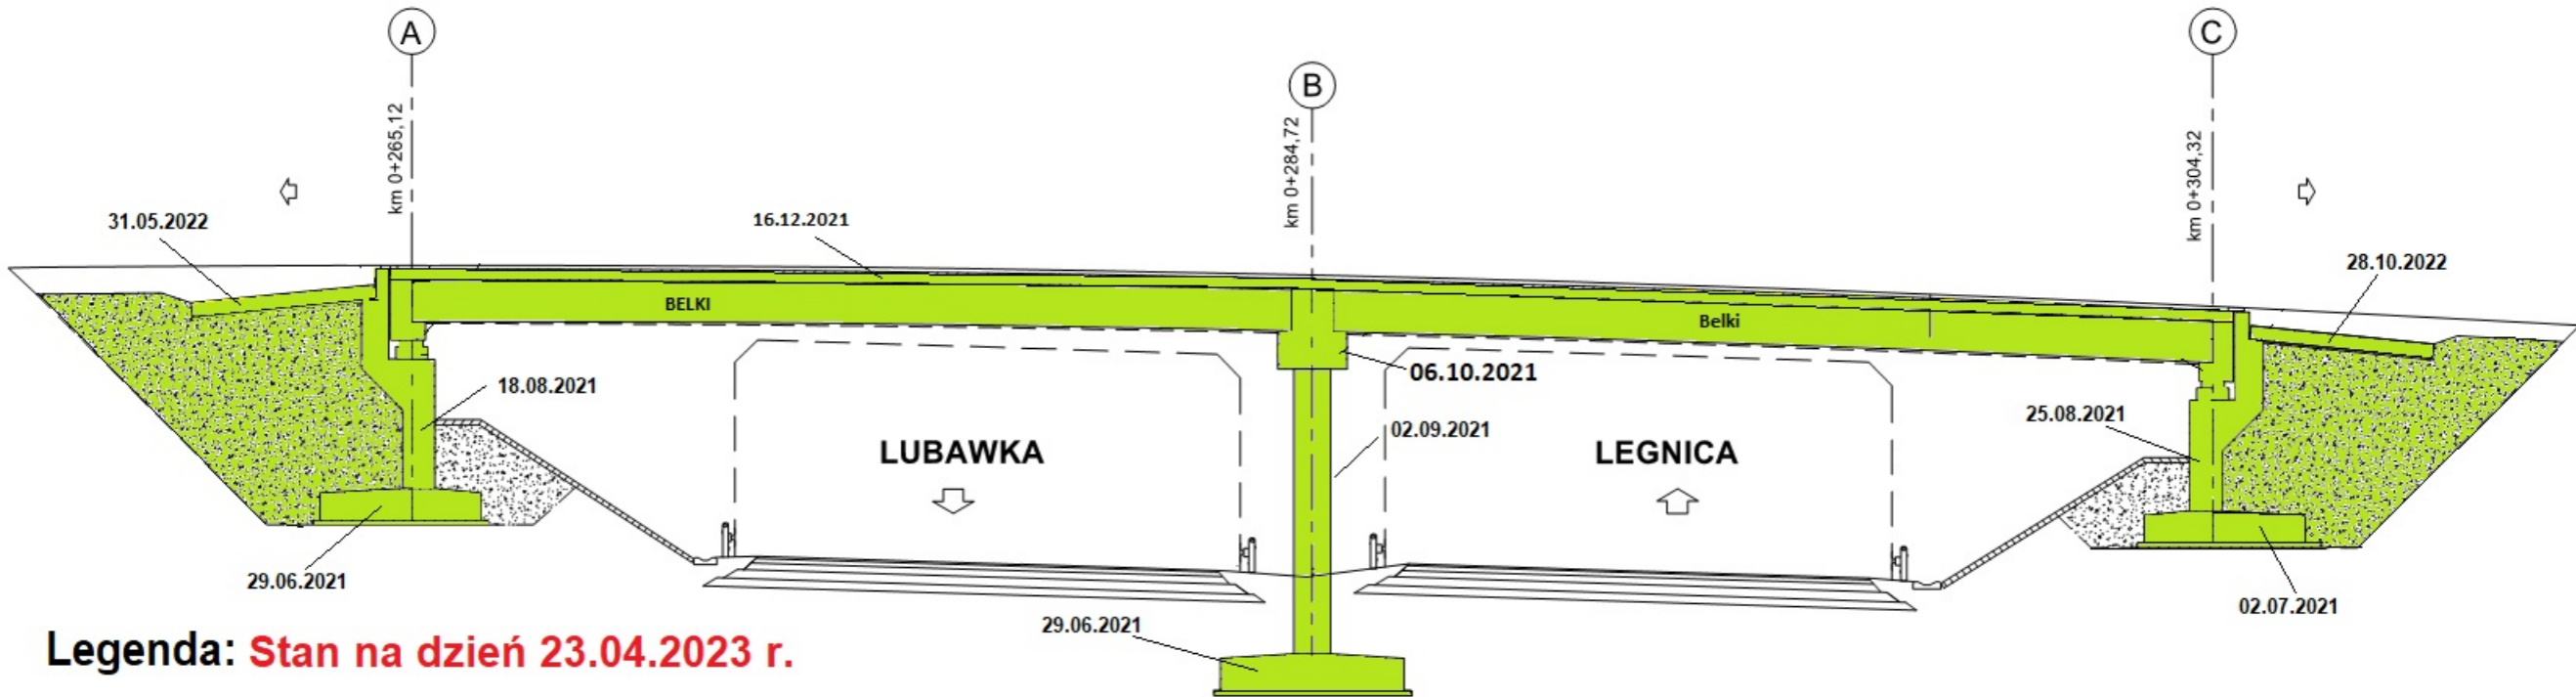 A
B
C
km 0+265,12
km 0+284,72
km 0+304,32
31.05.2022
16.12.2021
28.10.2022
BELKI
Belki
18.08.2021
06.10.2021
02.09.2021
25.08.2021
LUBAWKA
LEGNICA
29.06.2021
02.07.2021
29.06.2021
Legenda: Stan na dzień 23.04.2023 r.